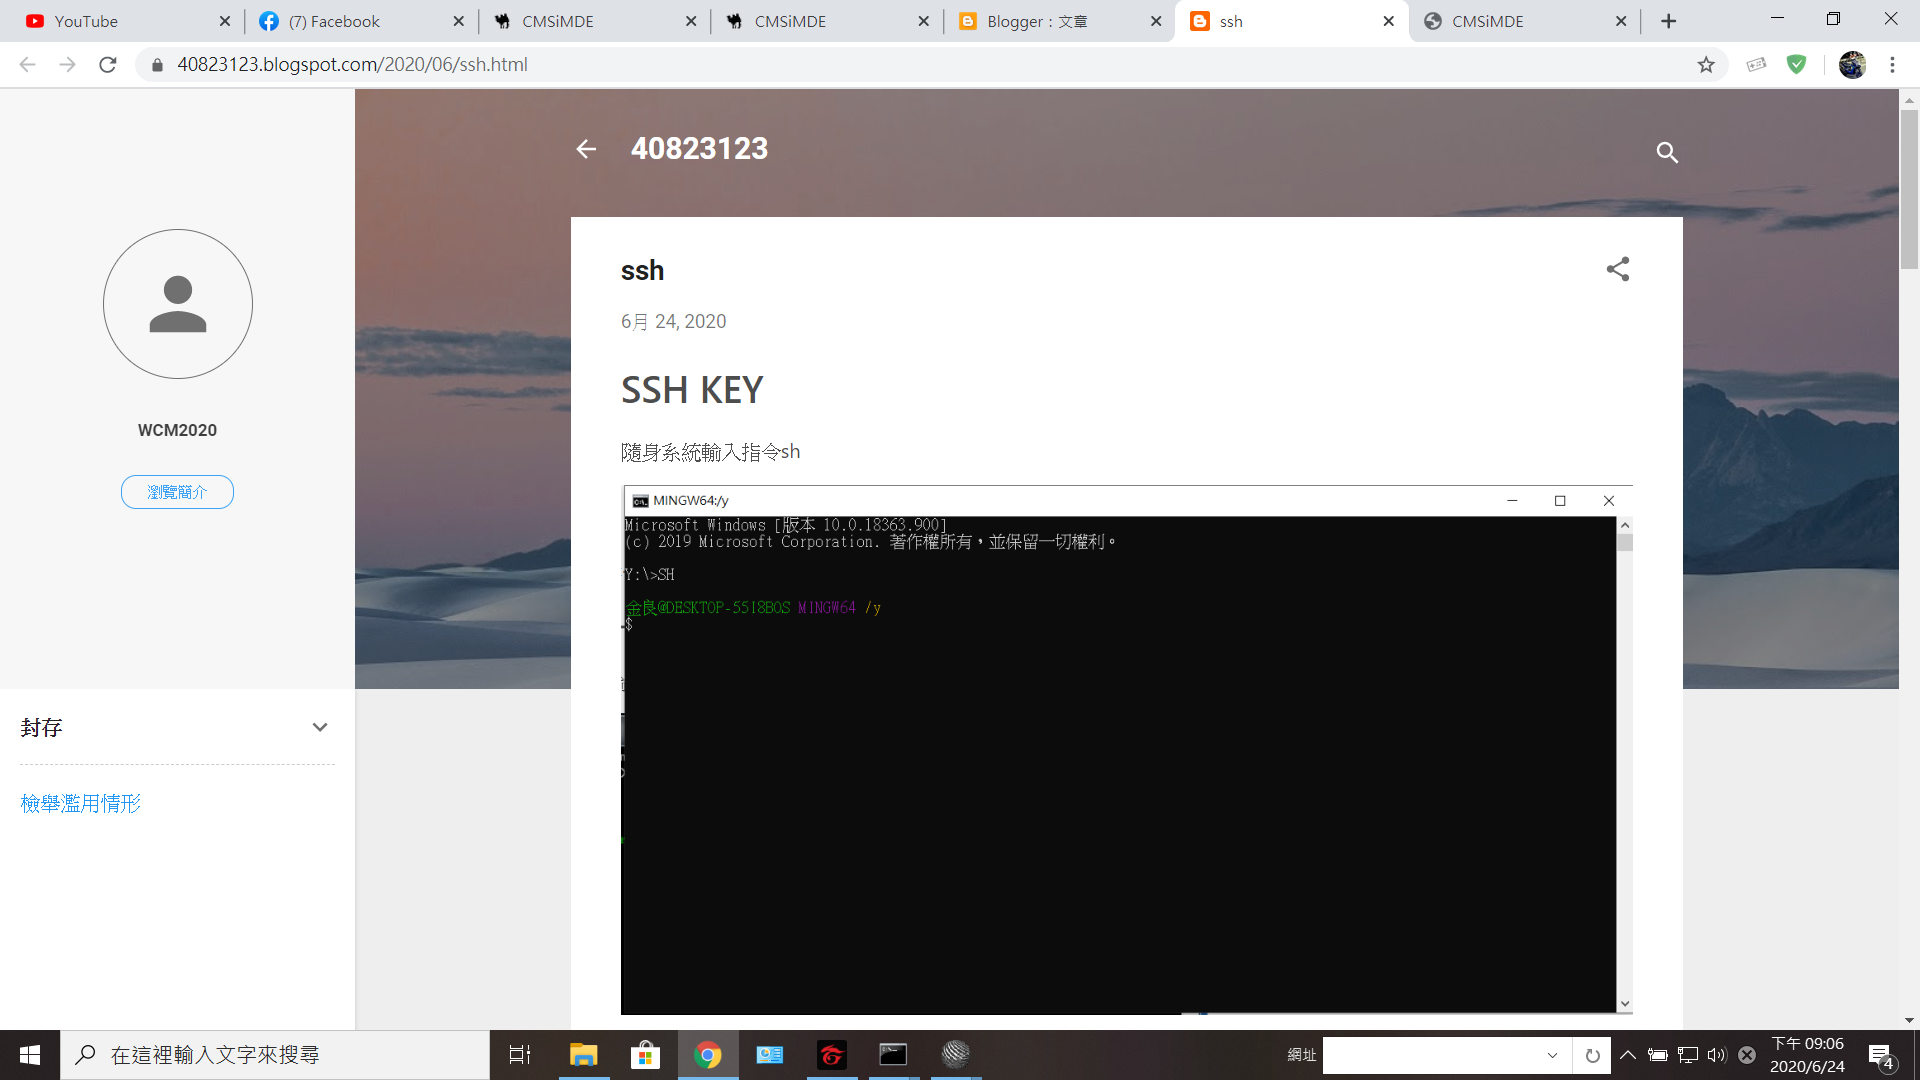 YouTube
(7) Facebook
CMSiMDE
CMSiMDE
Blogger：文章
ssh
CMSiMDE
40823123.blogspot.com/2020/06/ssh.html
40823123
ssh
6月 24, 2020
SSH KEY
隨身系統輸入指令sh
MINGW64:/y
Microsoft Windows [版本 10.0.18363.900]
(c) 2019 Microsoft Corporation. 著作權所有，並保留一切權利。
Y:\>SH
金良@DESKTOP-55I8BOS MINGW64 /y
$
WCM2020
瀏覽簡介
封存
檢舉濫用情形
在這裡輸入文字來搜尋
網址
下午 09:06
2020/6/24
4